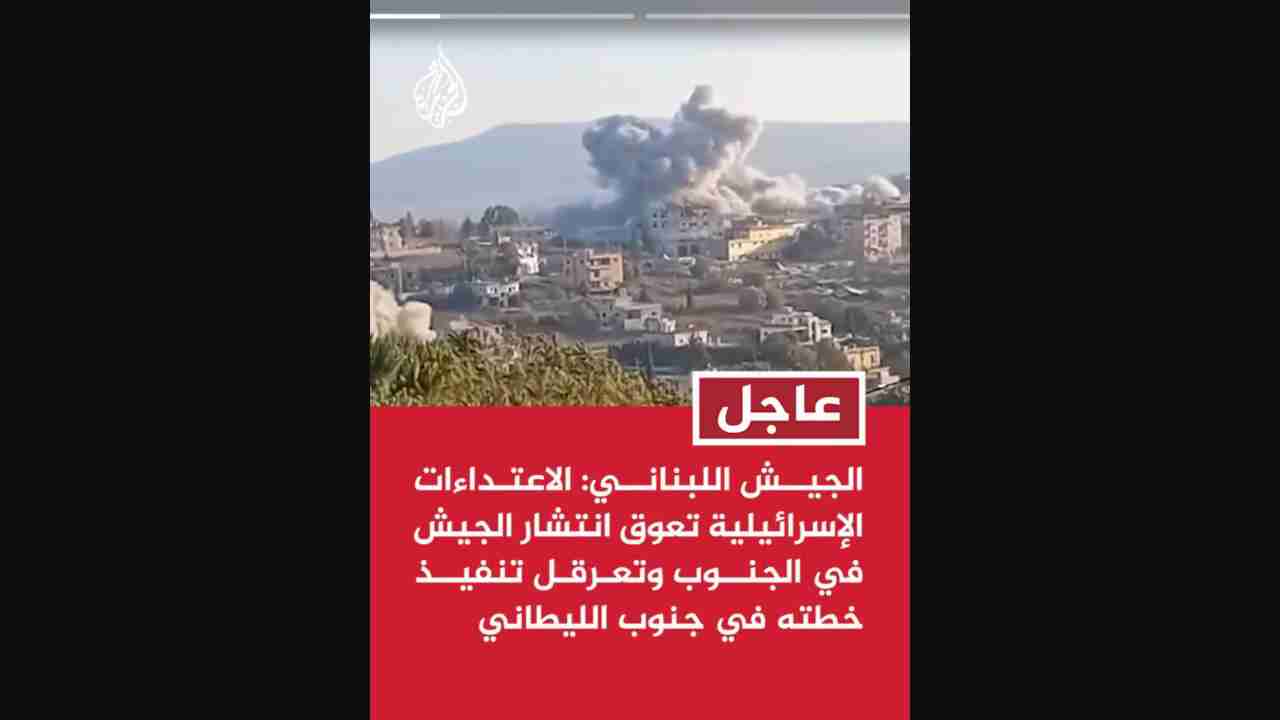 عاجل
الجيش اللبناني: الاعتداءات
الإسرائيلية تعوق انتشار الجيش
في الجنوب وتعرقل تنفيذ
خطته في جنوب الليطاني